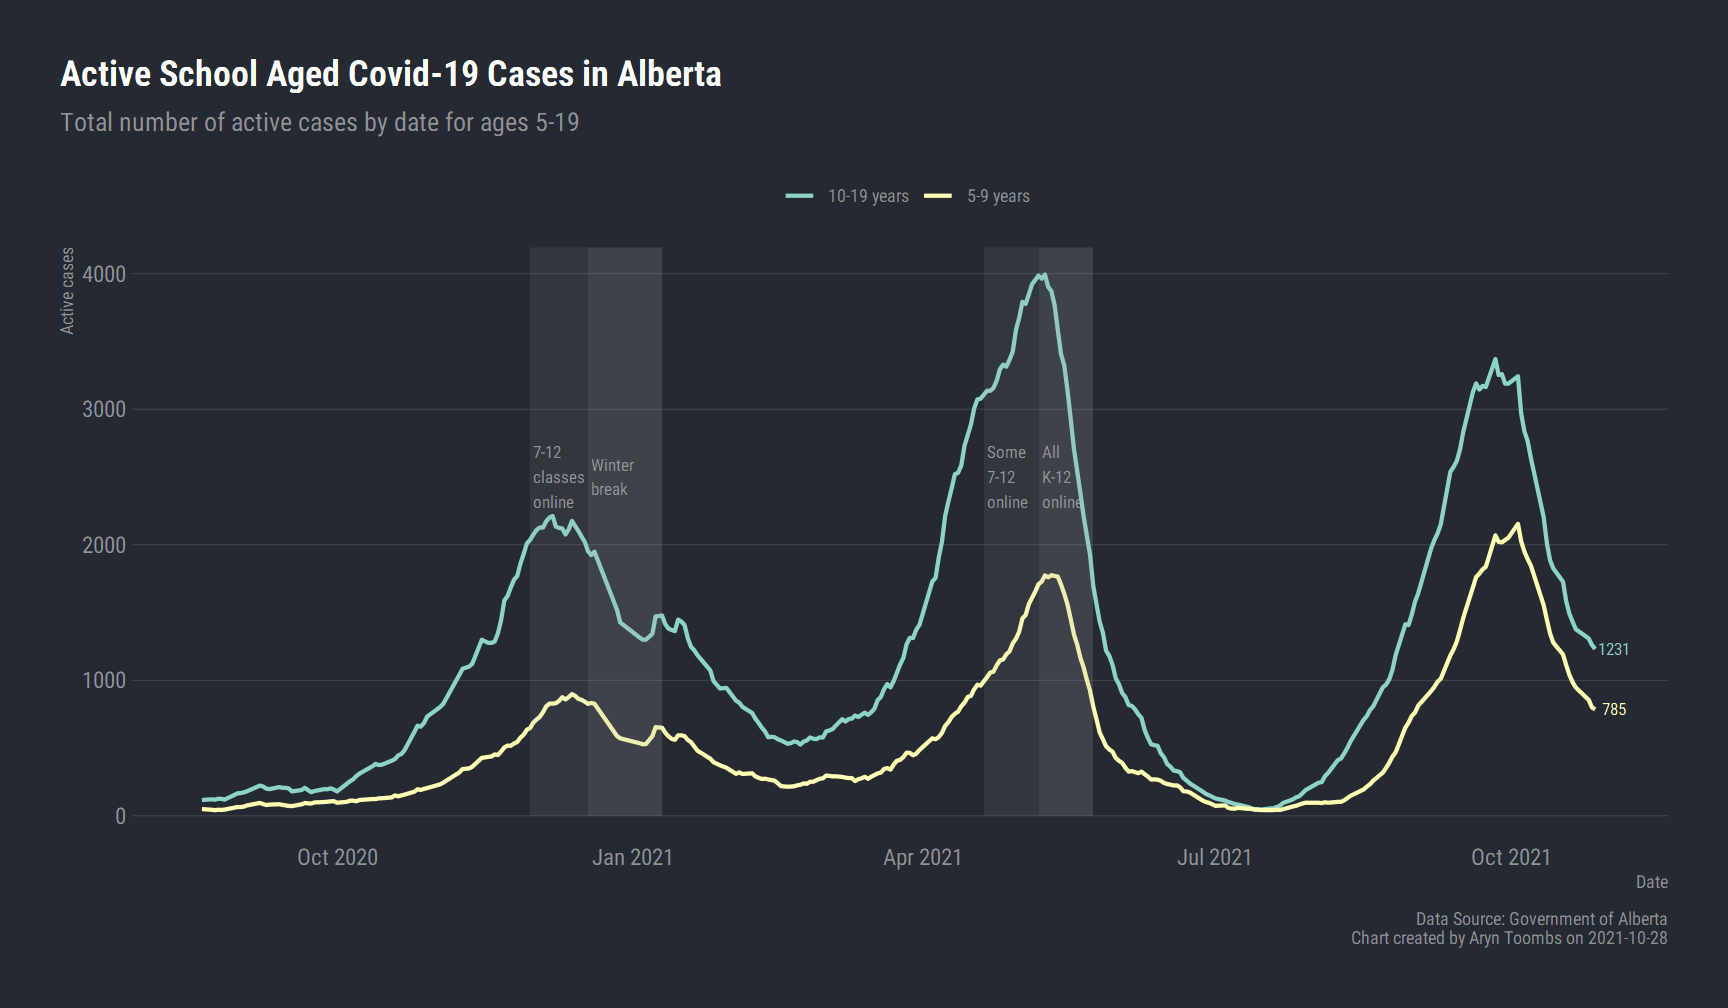 Active School Aged Covid-19 Cases in Alberta
Total number of active cases by date for ages 5-19
10-19 years
5-9 years
Active cases
4000
3000
2000
1000
0
7-12
classes
online
Winter
break
Some
7-12
online
All
K-12
online
1231
785
Oct 2020
Jan 2021
Apr 2021
Jul 2021
Oct 2021
Date
Data Source: Government of Alberta
Chart created by Aryn Toombs on 2021-10-28